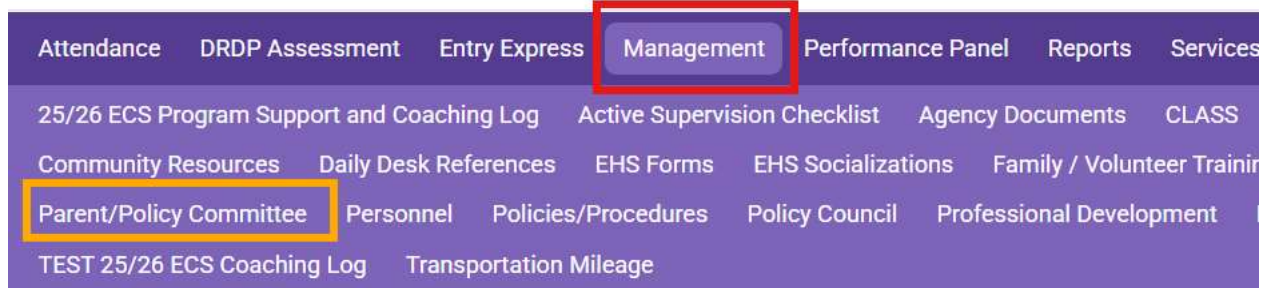 Attendance DRDP Assessment Entry Express Management Performance Panel Reports Services
25/26 ECS Program Support and Coaching Log Active Supervision Checklist Agency Documents CLASS
Community Resources Daily Desk References EHS Forms EHS Socializations Family / Volunteer
Parent/Policy Committee Personnel Policies/Procedures Policy Council Professional Development
TEST 25/26 ECS Coaching Log Transportation Mileage